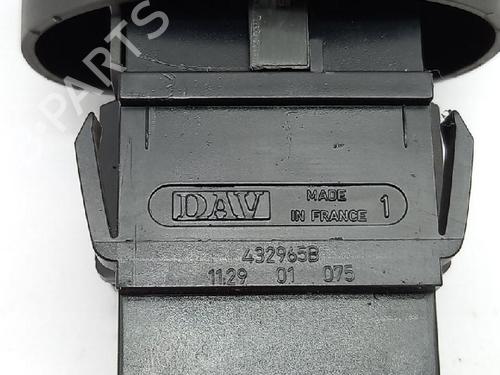 DAV
MADE
IN FRANCE
1
432965B
1129 01 075
B-PARTS